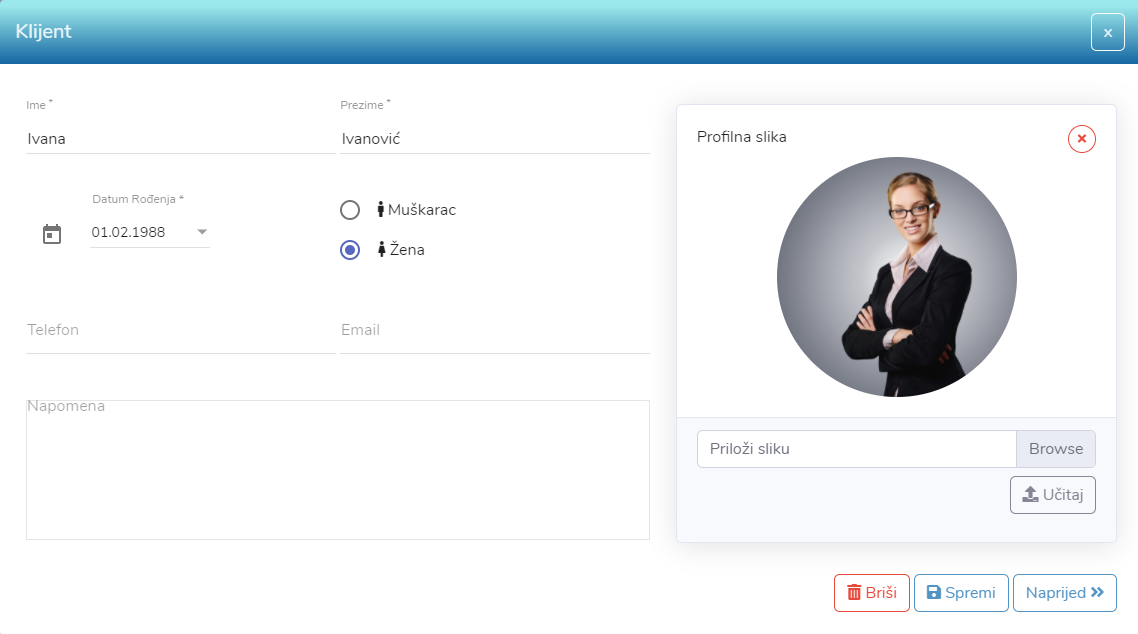 Klijent
x
Ime *
Prezime *
Ivana
Ivanović
Datum Rođenja *
01.02.1988
Muškarac
Žena
Telefon
Email
Napomena
Profilna slika
Priloži sliku
Browse
Učitaj
Briši
Spremi
Naprijed